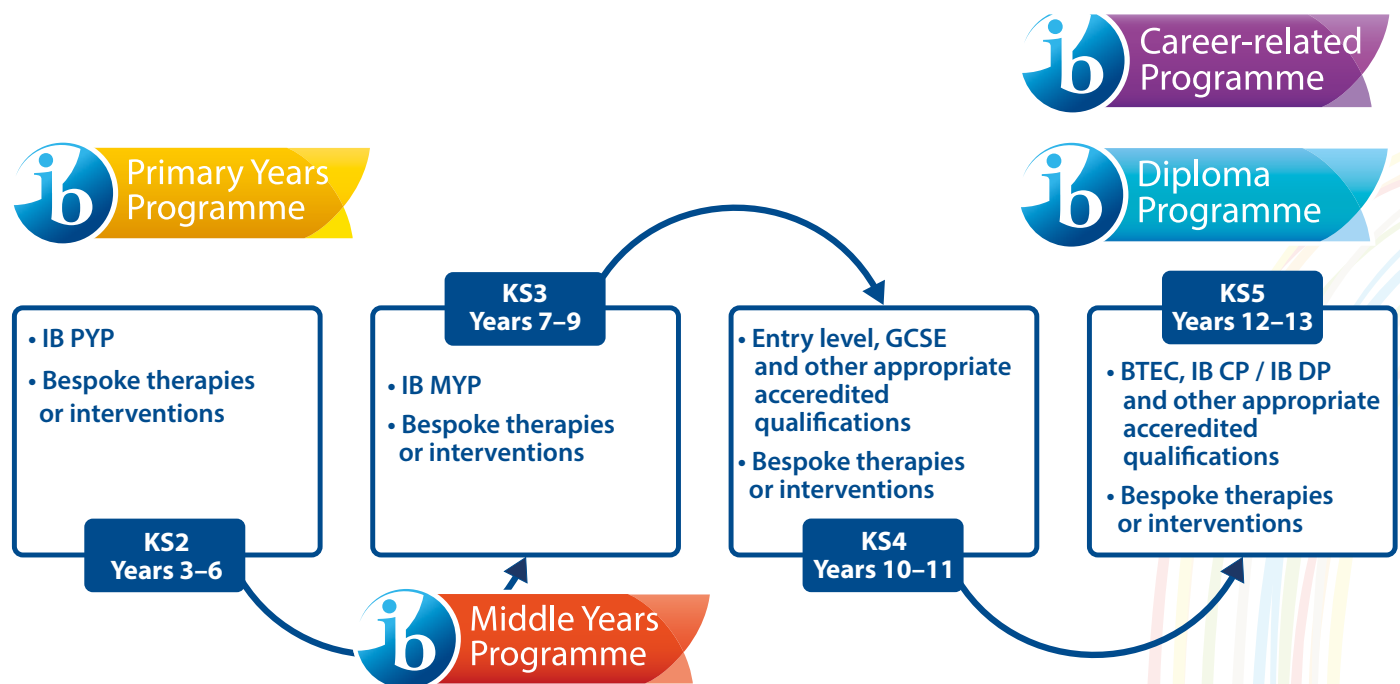 ib Career-related
Programme
ib Primary Years
Programme
ib Diploma
Programme
• IB PYP
• Bespoke therapies
or interventions
KS2
Years 3–6
KS3
Years 7–9
• IB MYP
• Bespoke therapies
or interventions
ib Middle Years
Programme
• Entry level, GCSE
and other appropriate
acceredited
qualifications
• Bespoke therapies
or interventions
KS4
Years 10–11
KS5
Years 12–13
• BTEC, IB CP / IB DP
and other appropriate
acceredited
qualifications
• Bespoke therapies
or interventions